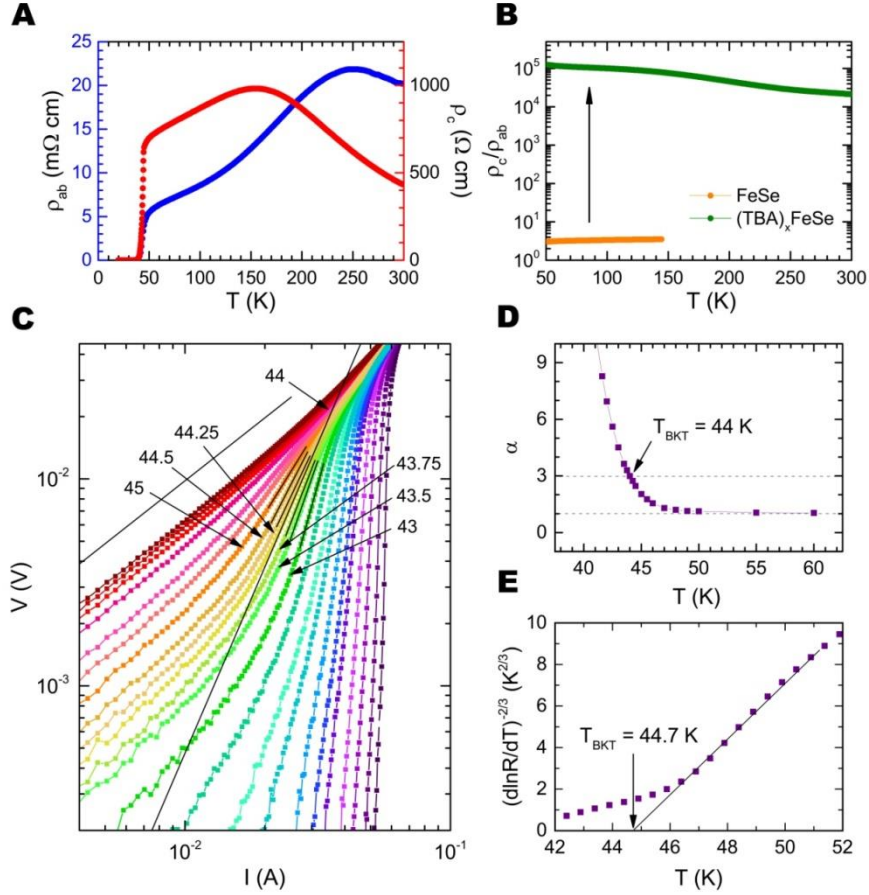 A
25
20
15
10
5
0
ρab (mΩ cm)
1000
500
0
ρc (Ω cm)
0 50 100 150 200 250 300
T (K)
B
10^6
10^5
10^4
10^3
10^2
10^1
10^0
ρc/ρab
FeSe
(TBA)xFeSe
50 100 150 200 250 300
T (K)
C
44
44.25
44.5
45
43.75
43.5
43
10^-2
10^-3
V (V)
10^-2 10^-1
I (A)
D
9
6
3
0
α
TBKT = 44 K
40 45 50 55 60
T (K)
E
10
8
6
4
2
0
(dlnR/dT)^-2/3 (K^2/3)
TBKT = 44.7 K
42 44 46 48 50 52
T (K)